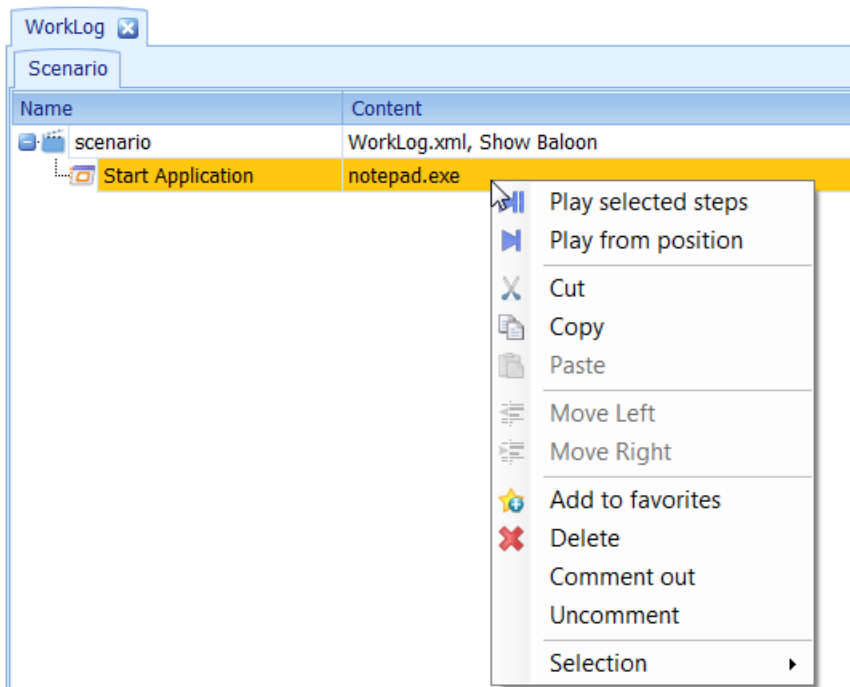 WorkLog
Scenario
Name Content
scenario WorkLog.xml, Show Baloon
Start Application notepad.exe
Play selected steps
Play from position
Cut
Copy
Paste
Move Left
Move Right
Add to favorites
Delete
Comment out
Uncomment
Selection